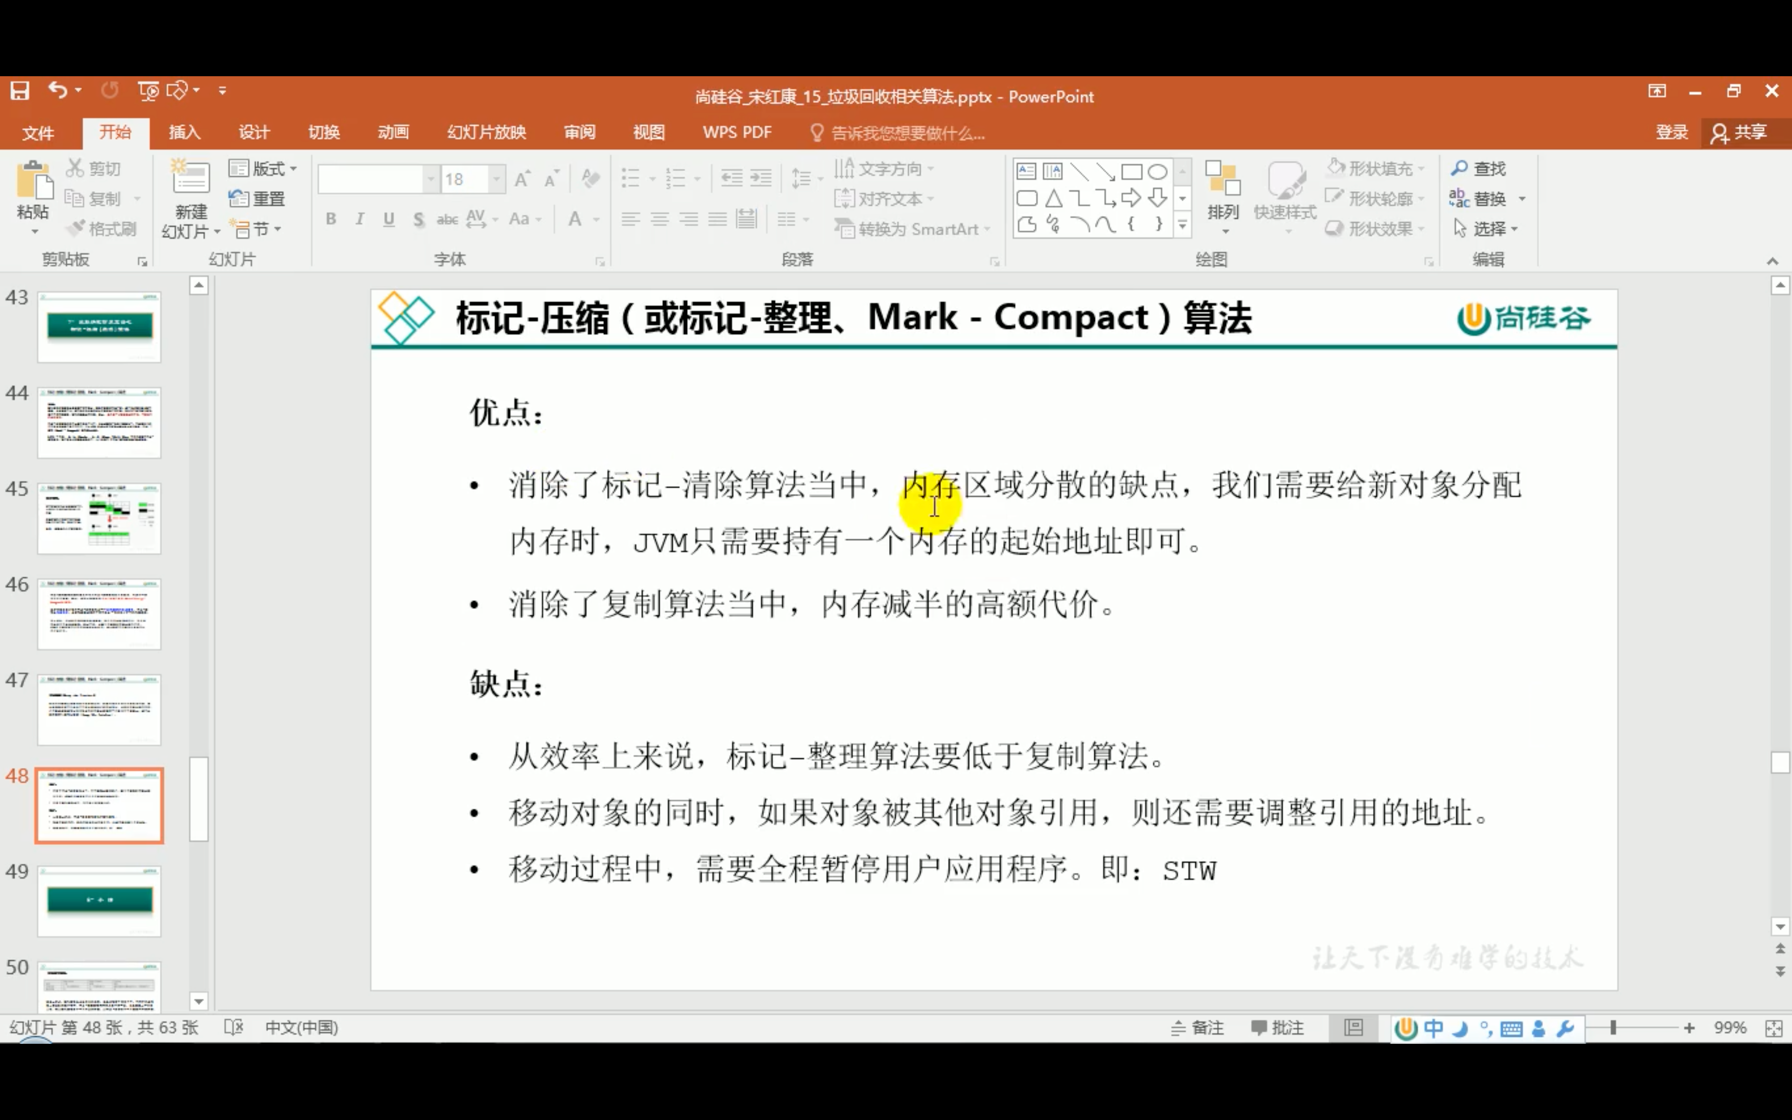 尚硅谷_宋红康_15_垃圾回收相关算法.pptx - PowerPoint
文件 开始 插入 设计 切换 动画 幻灯片放映 审阅 视图 WPS PDF 告诉我您想要做什么... 登录 共享
粘贴 剪切 复制 格式刷 剪贴板
新建幻灯片 版式 重置 节 幻灯片
18 B I U S abc AV Aa A A A 字体
文字方向 对齐文本 转换为 SmartArt 段落
排列 快速样式 形状填充 形状轮廓 形状效果 绘图
查找 替换 选择 编辑
43
44
45
46
47
48
49
50
标记-压缩（或标记-整理、Mark - Compact）算法
尚硅谷
优点：
• 消除了标记-清除算法当中，内存区域分散的缺点，我们需要给新对象分配
内存时，JVM只需要持有一个内存的起始地址即可。
• 消除了复制算法当中，内存减半的高额代价。
缺点：
• 从效率上来说，标记-整理算法要低于复制算法。
• 移动对象的同时，如果对象被其他对象引用，则还需要调整引用的地址。
• 移动过程中，需要全程暂停用户应用程序。即：STW
让天下没有难学的技术
幻灯片 第 48 张，共 63 张 中文(中国) 备注 批注 中 99%